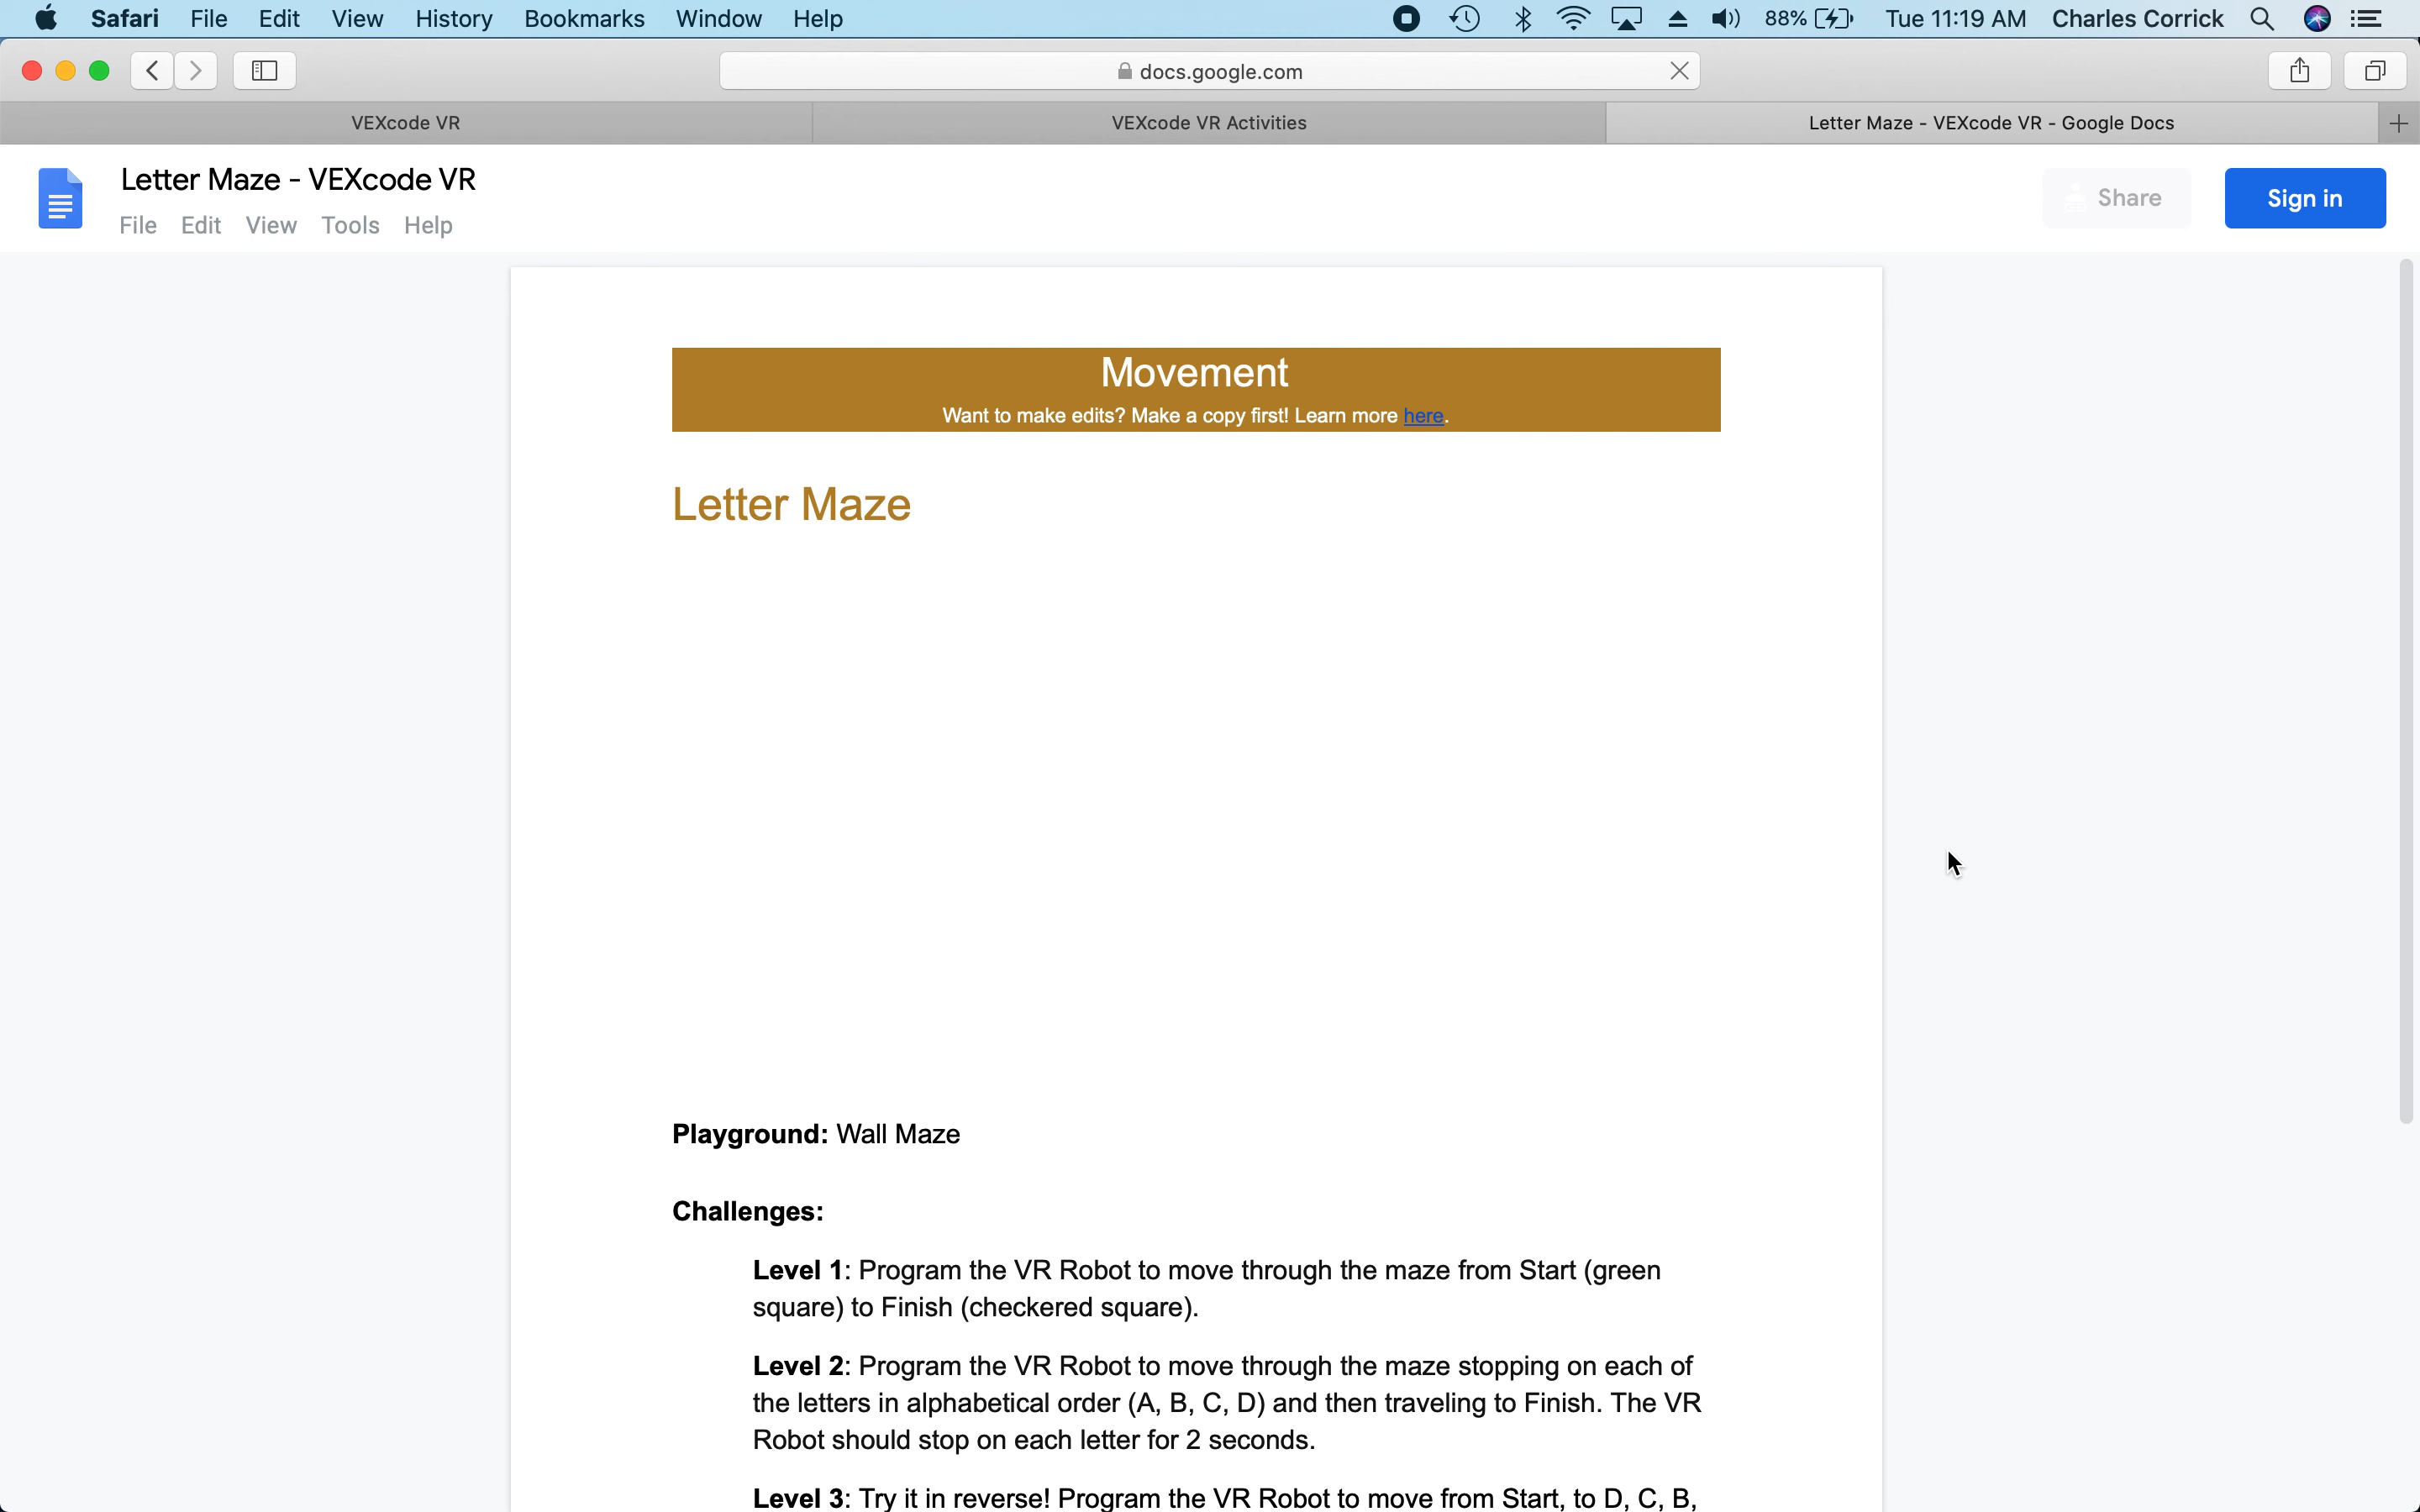 Safari File Edit View History Bookmarks Window Help 88% Tue 11:19 AM Charles Corrick
docs.google.com
VEXcode VR VEXcode VR Activities Letter Maze - VEXcode VR - Google Docs
Letter Maze - VEXcode VR
File Edit View Tools Help
Share Sign in
Movement
Want to make edits? Make a copy first! Learn more here.
Letter Maze
Playground: Wall Maze
Challenges:
Level 1: Program the VR Robot to move through the maze from Start (green
square) to Finish (checkered square).
Level 2: Program the VR Robot to move through the maze stopping on each of
the letters in alphabetical order (A, B, C, D) and then traveling to Finish. The VR
Robot should stop on each letter for 2 seconds.
Level 3: Try it in reverse! Program the VR Robot to move from Start, to D, C, B,